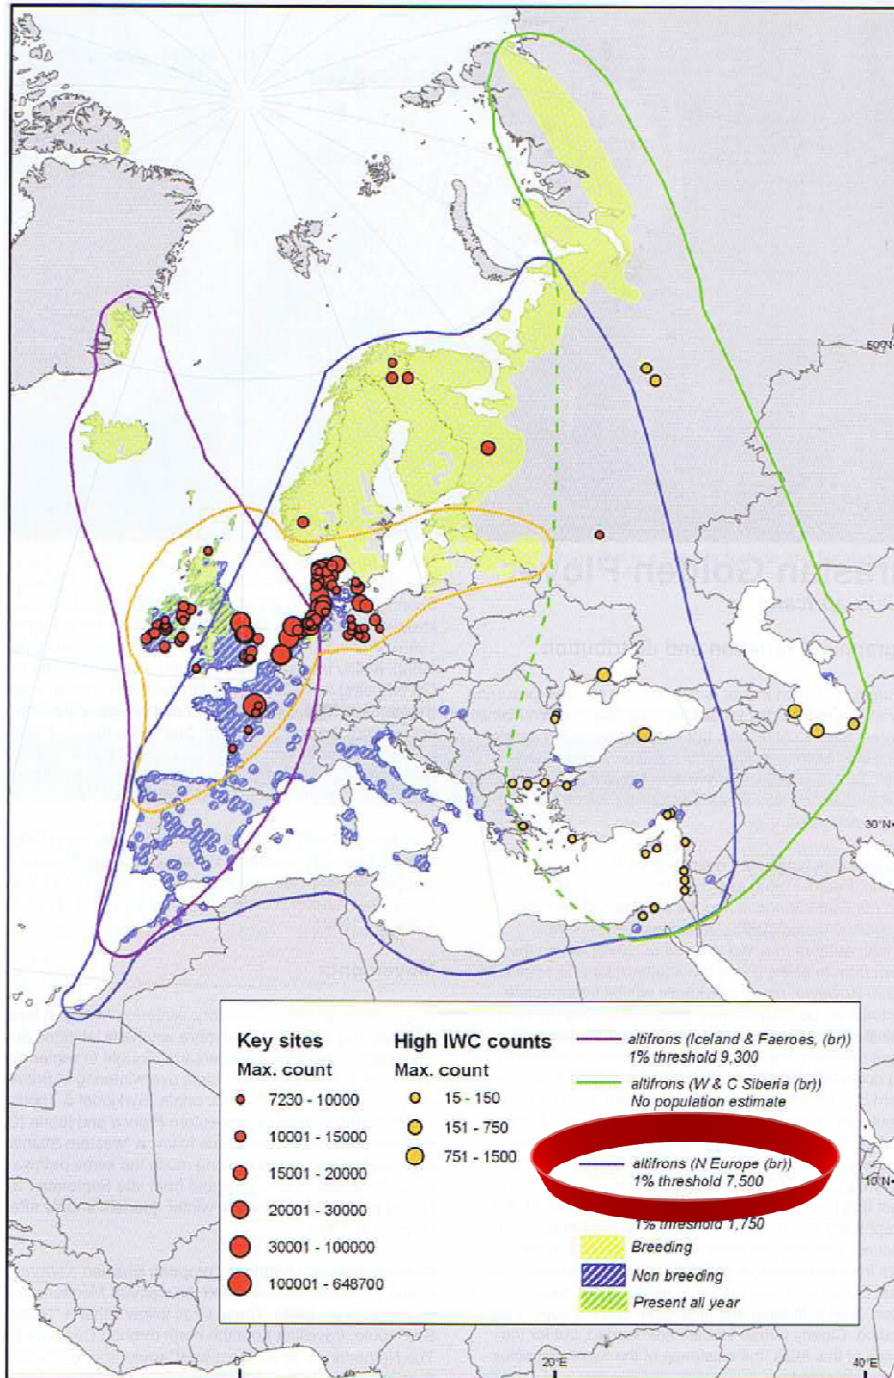 60°N
30°N
10°N
0
20°E
40°E
Key sites
Max. count
7230 - 10000
10001 - 15000
15001 - 20000
20001 - 30000
30001 - 100000
100001 - 648700
High IWC counts
Max. count
15 - 150
151 - 750
751 - 1500
altifrons (Iceland & Faeroes, (br))
1% threshold 9,300
altifrons (W & C Siberia (br))
No population estimate
altifrons (N Europe (br))
1% threshold 7,500
1% threshold 1,750
Breeding
Non breeding
Present all year